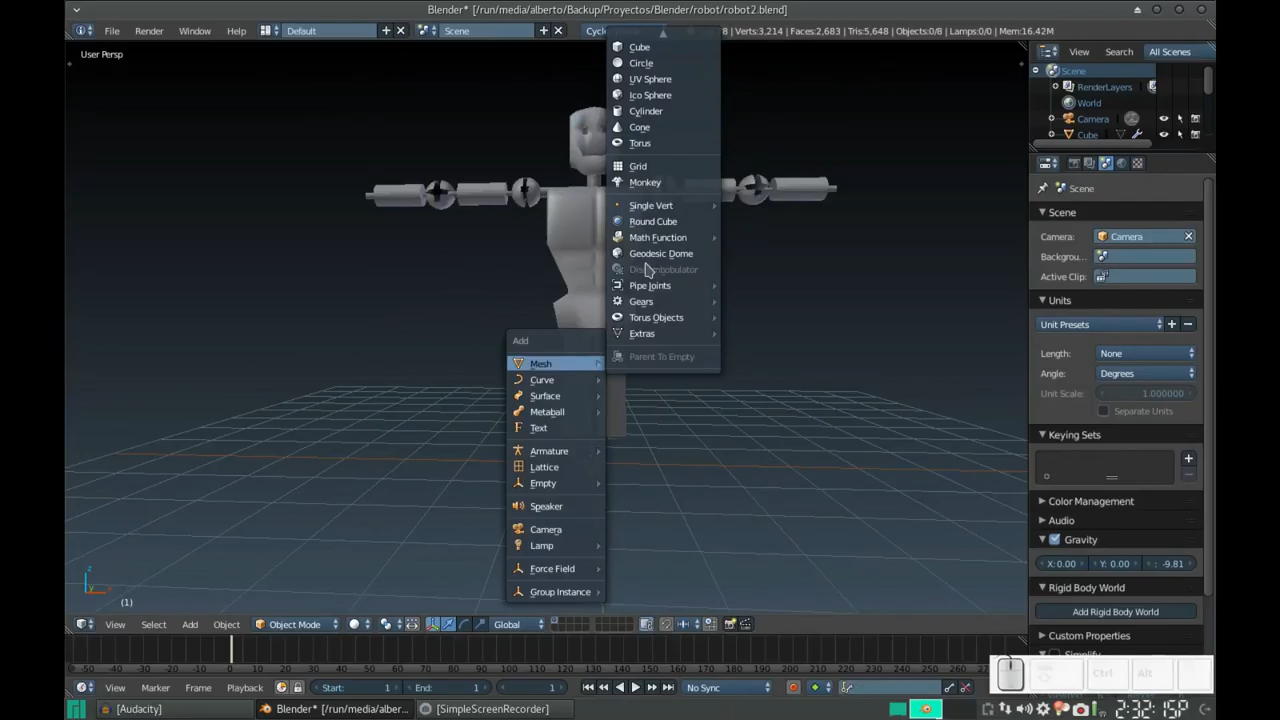 Blender* [/run/media/alberto/Backup/Proyectos/Blender/robot/robot2.blend]
File Render Window Help Default Scene Verts:3,214 | Faces:2,683 | Tris:5,648 | Objects:0/8 | Lamps:0/0 | Mem:16.42M
User Persp
View Search All Scenes
Scene
RenderLayers
World
Camera
Cube
Cube
Circle
UV Sphere
Ico Sphere
Cylinder
Cone
Torus
Grid
Monkey
Single Vert
Round Cube
Math Function
Geodesic Dome
Pipe Joints
Gears
Torus Objects
Extras
Parent To Empty
Add
Mesh
Curve
Surface
Metaball
Text
Armature
Lattice
Empty
Speaker
Camera
Lamp
Force Field
Group Instance
Scene
Scene
Camera: Camera
Backgrou...
Active Clip:
Units
Unit Presets
Length: None
Angle: Degrees
Unit Scale: 1.000000
Separate Units
Keying Sets
Color Management
Audio
Gravity
X:0.00 Y: 0.00 : -9.81
Rigid Body World
Add Rigid Body World
Custom Properties
Simplify
z
y
(1)
View Select Add Object Object Mode Global
-50 -40 -30 -20 -10 0 10 20 30 40 50 60 70 80 90 100 110 120 130 140 150 160 170 180 190 200 210 220 230 240 250 260
View Marker Frame Playback Start: 1 End: 1 1 No Sync
Ctrl Alt
[Audacity] Blender* [/run/media/alber... [SimpleScreenRecorder] 2:32:15P